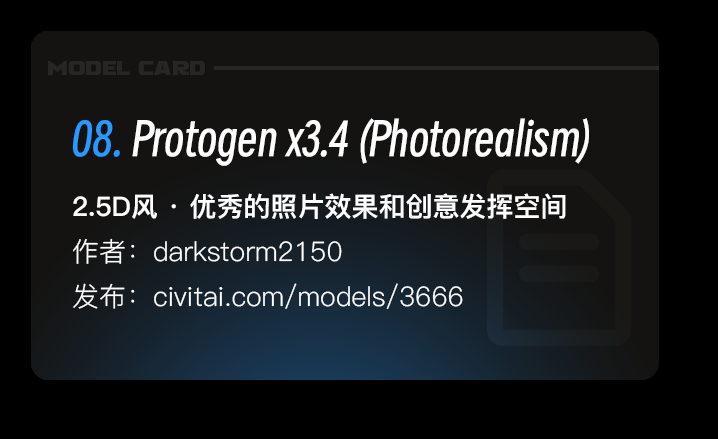 MODEL CARD
08. Protogen x3.4 (Photorealism)
2.5D风 · 优秀的照片效果和创意发挥空间
作者：darkstorm2150
发布：civitai.com/models/3666